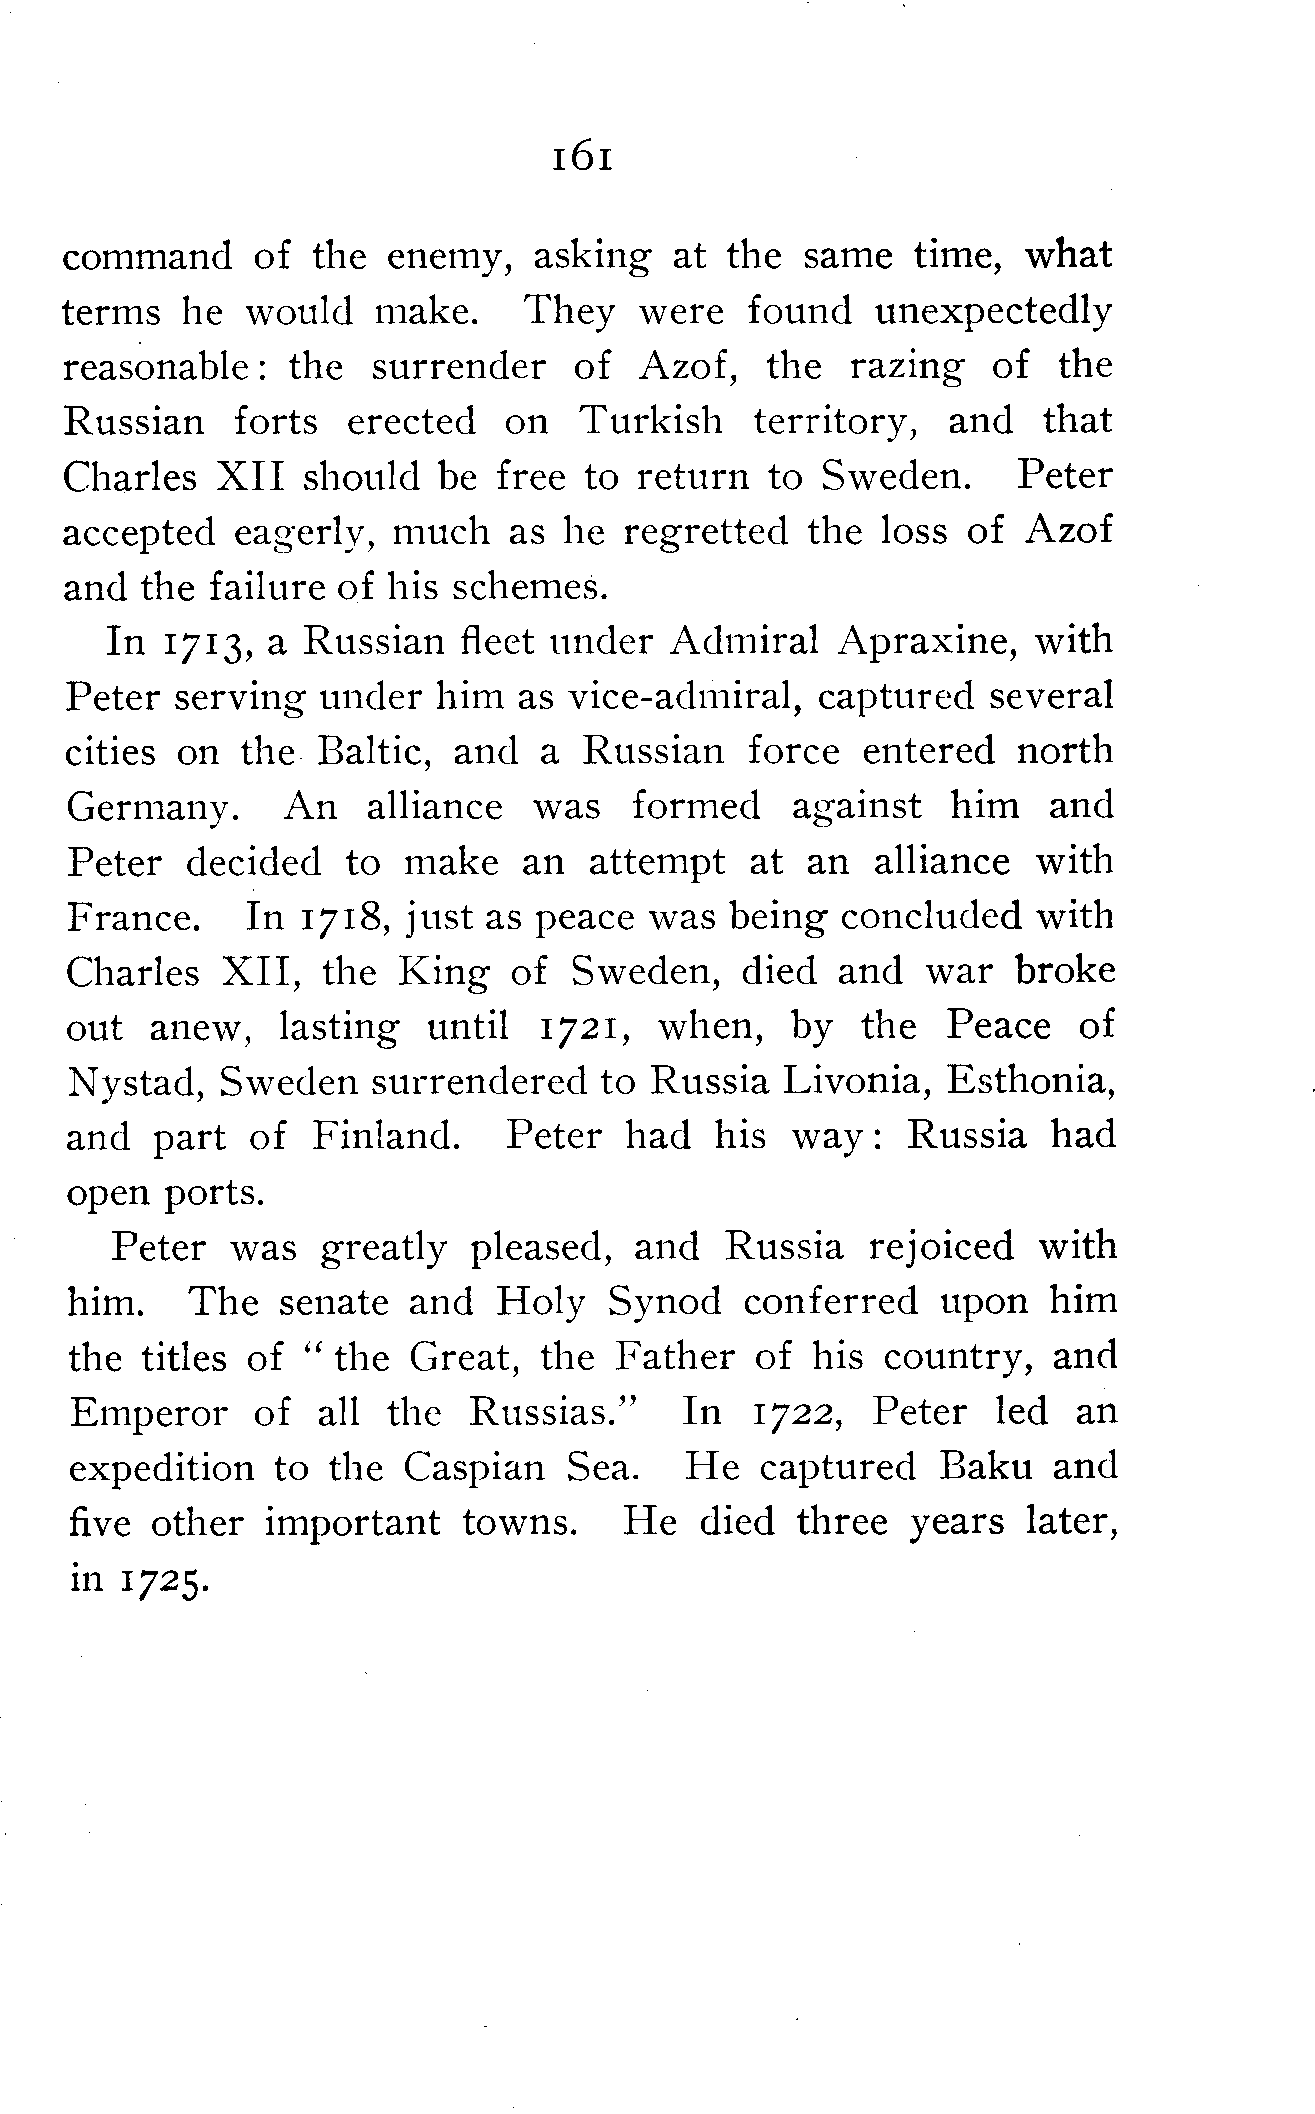 161
command of the enemy, asking at the same time, what
terms he would make. They were found unexpectedly
reasonable: the surrender of Azof, the razing of the
Russian forts erected on Turkish territory, and that
Charles XII should be free to return to Sweden. Peter
accepted eagerly, much as he regretted the loss of Azof
and the failure of his schemes.
In 1713, a Russian fleet under Admiral Apraxine, with
Peter serving under him as vice-admiral, captured several
cities on the Baltic, and a Russian force entered north
Germany. An alliance was formed against him and
Peter decided to make an attempt at an alliance with
France. In 1718, just as peace was being concluded with
Charles XII, the King of Sweden, died and war broke
out anew, lasting until 1721, when, by the Peace of
Nystad, Sweden surrendered to Russia Livonia, Esthonia,
and part of Finland. Peter had his way: Russia had
open ports.
Peter was greatly pleased, and Russia rejoiced with
him. The senate and Holy Synod conferred upon him
the titles of "the Great, the Father of his country, and
Emperor of all the Russias." In 1722, Peter led an
expedition to the Caspian Sea. He captured Baku and
five other important towns. He died three years later,
in 1725.